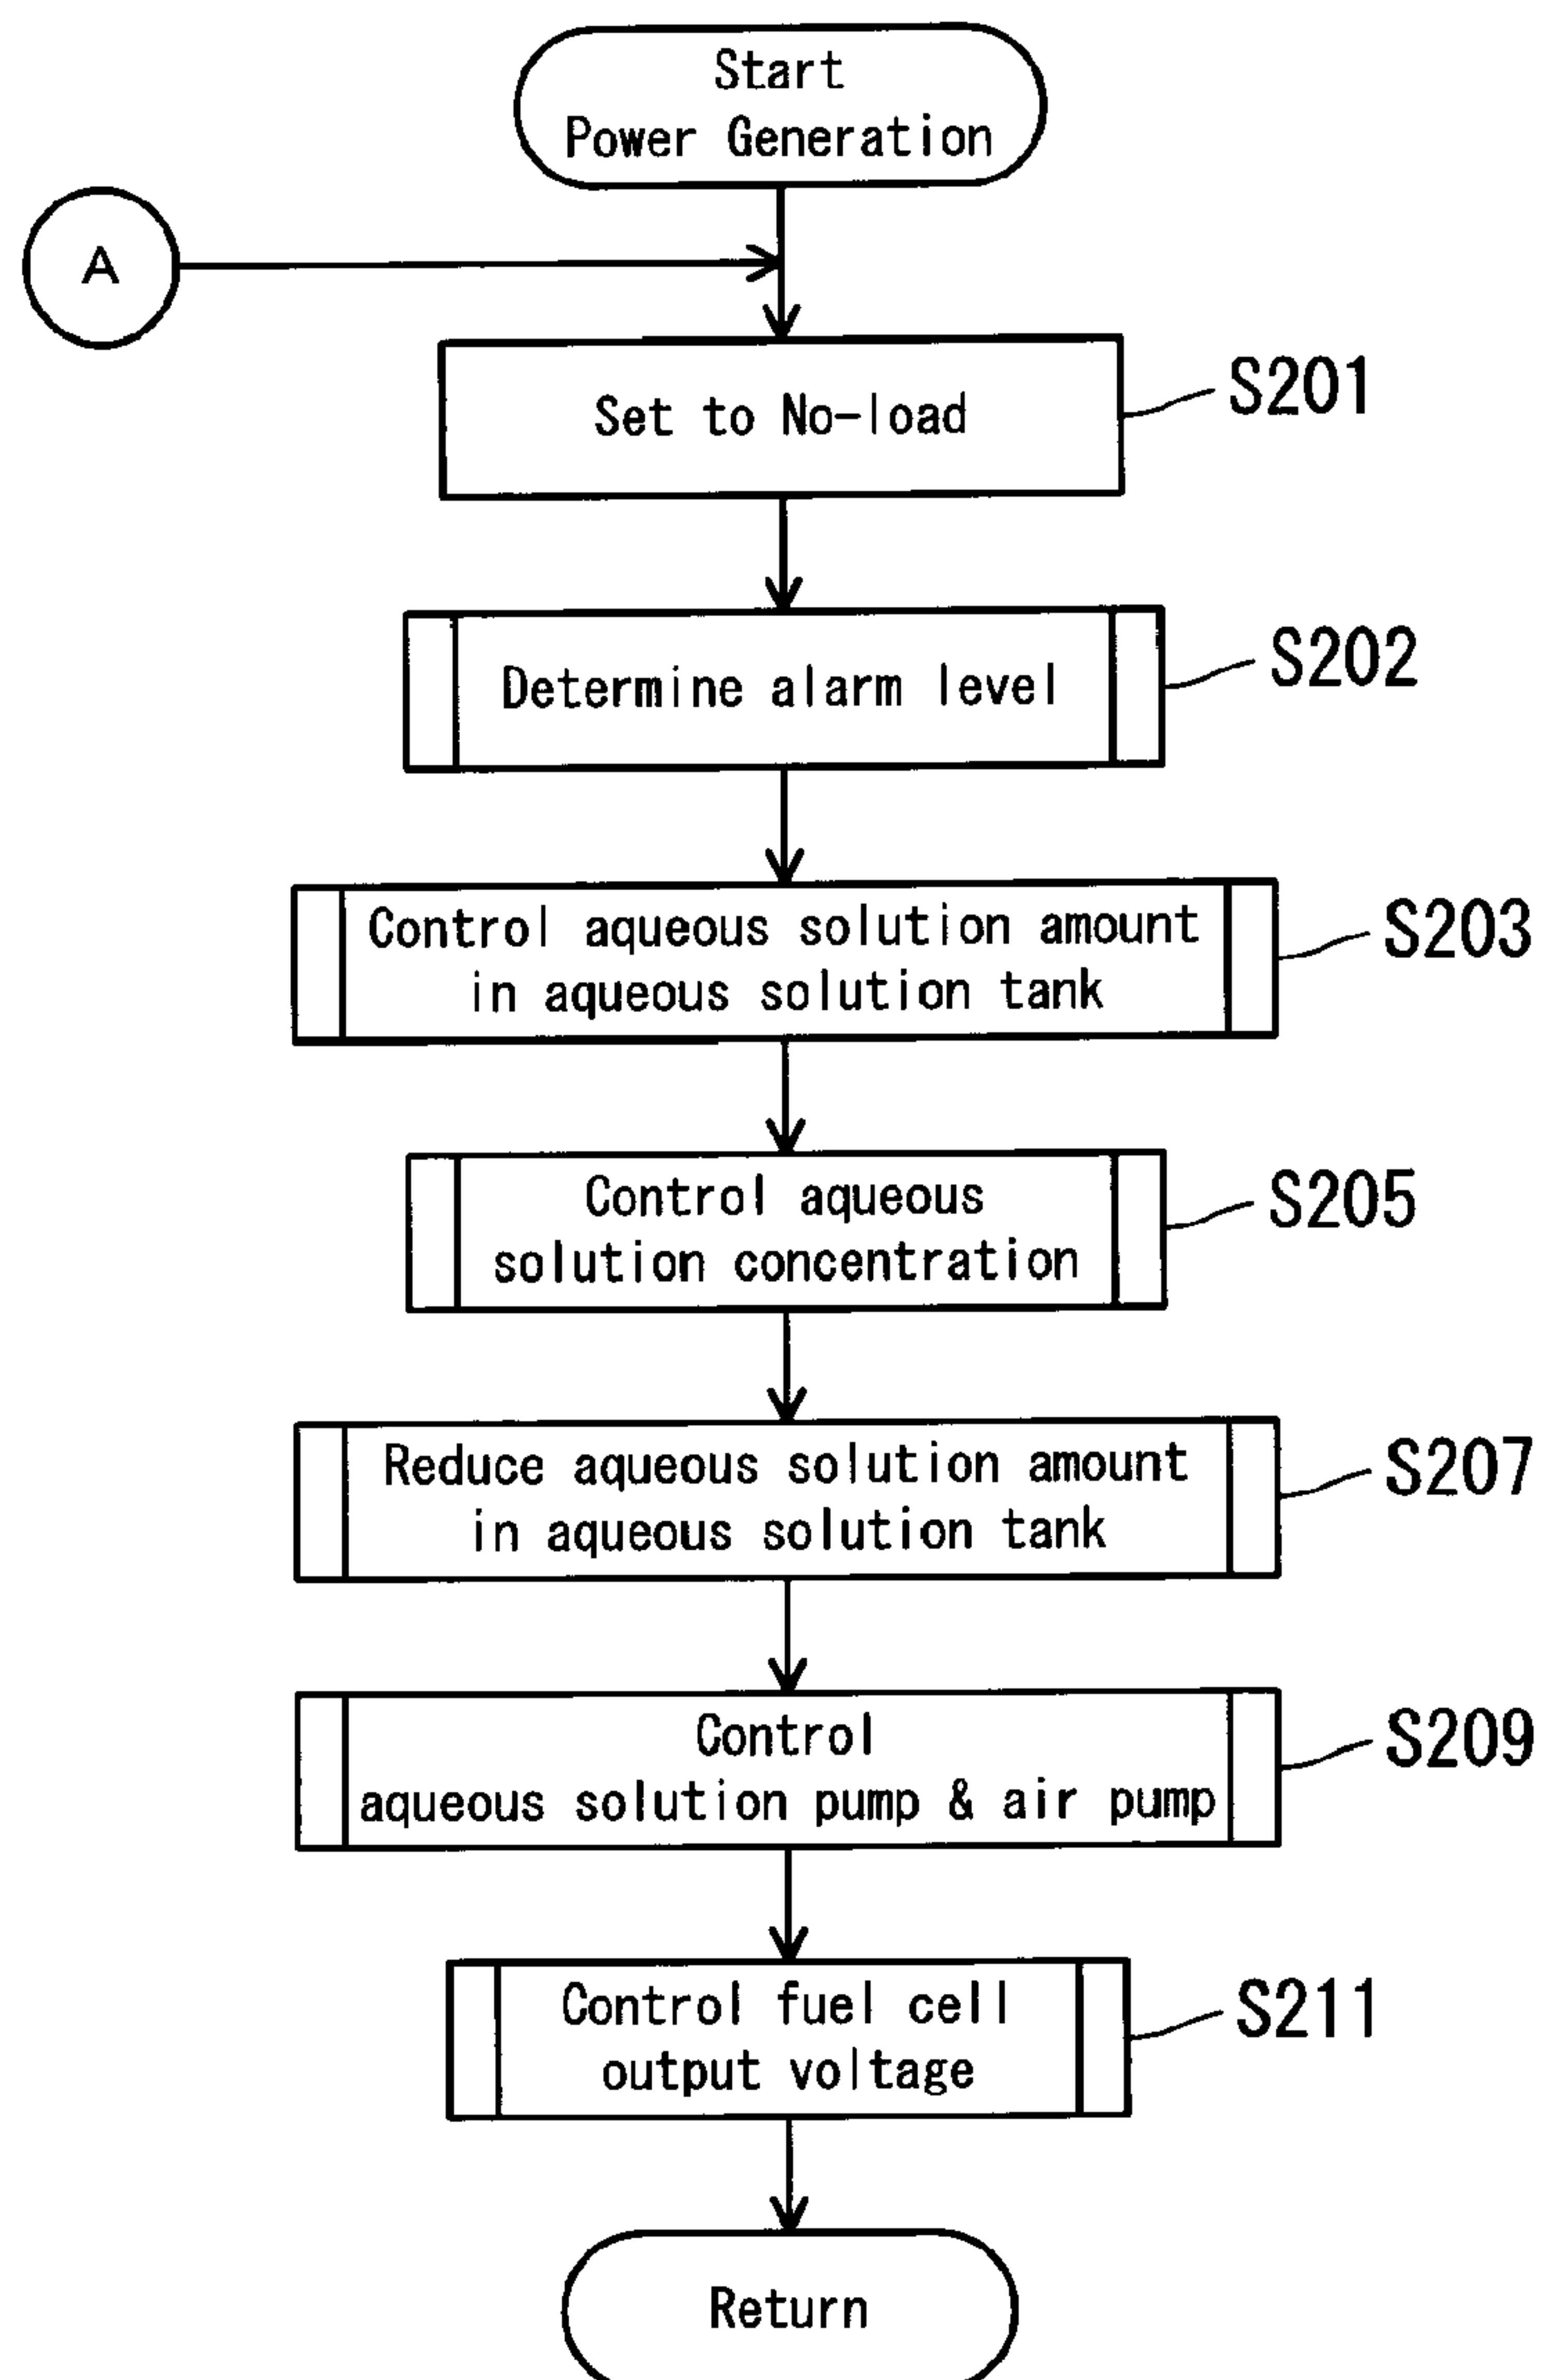 Start
Power Generation
A
Set to No-load
S201
Determine alarm level
S202
Control aqueous solution amount
in aqueous solution tank
S203
Control aqueous
solution concentration
S205
Reduce aqueous solution amount
in aqueous solution tank
S207
Control
aqueous solution pump & air pump
S209
Control fuel cell
output voltage
S211
Return